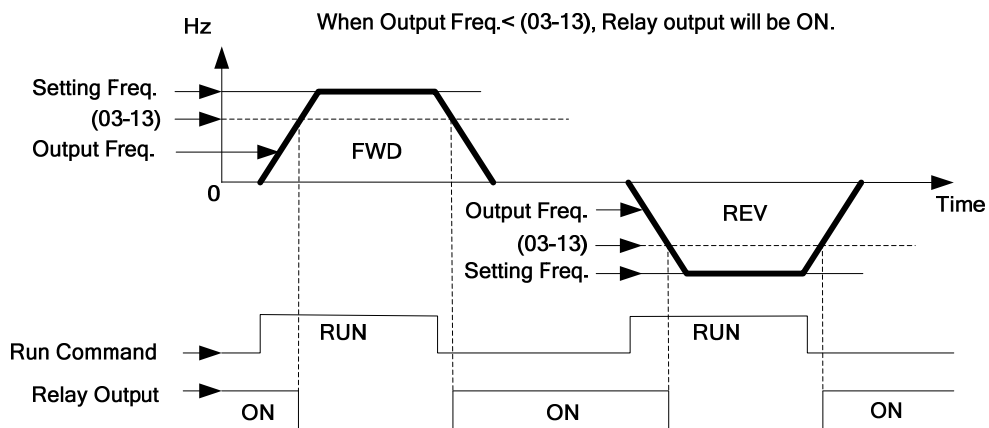 When Output Freq.< (03-13), Relay output will be ON.
Hz
Setting Freq.
(03-13)
Output Freq.
FWD
0
Time
Output Freq.
REV
(03-13)
Setting Freq.
RUN
RUN
Run Command
Relay Output
ON
ON
ON